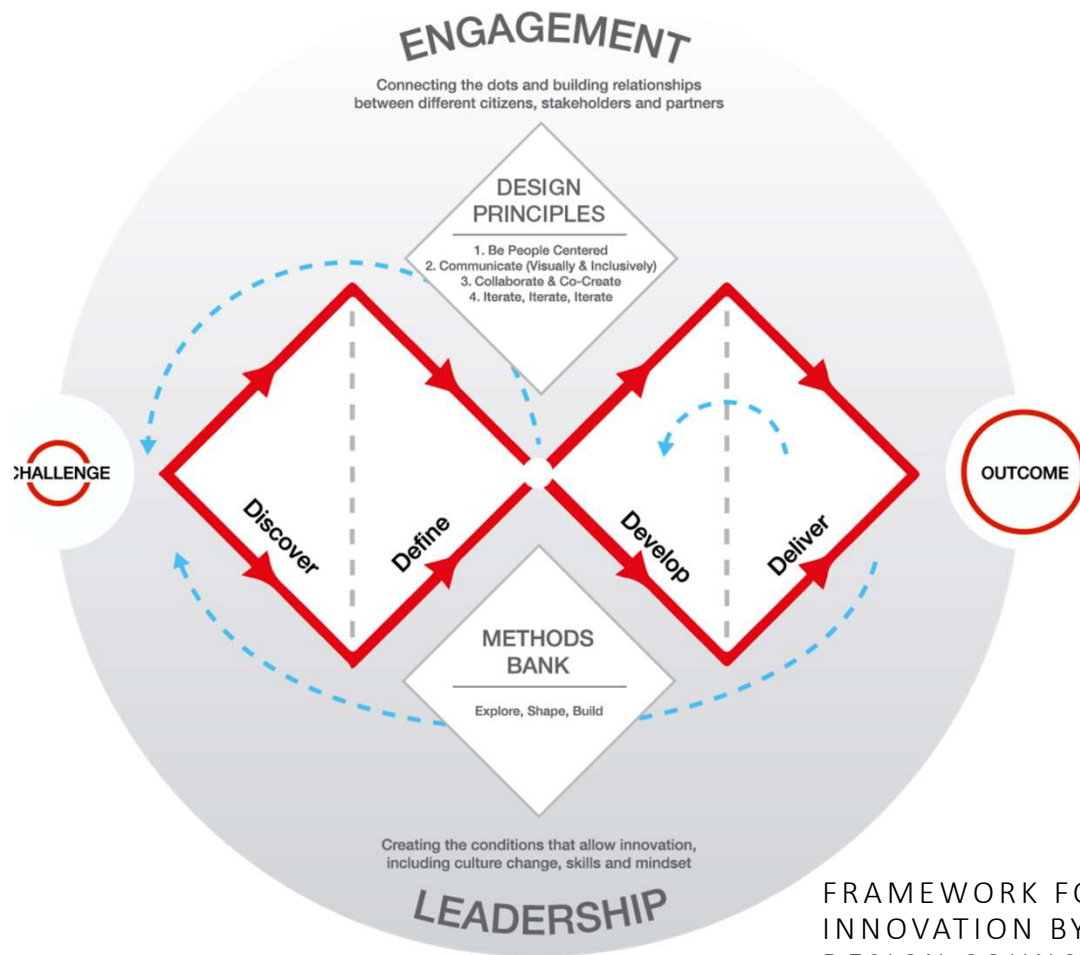 ENGAGEMENT
Connecting the dots and building relationships
between different citizens, stakeholders and partners
DESIGN
PRINCIPLES
1. Be People Centered
2. Communicate (Visually & Inclusively)
3. Collaborate & Co-Create
4. Iterate, Iterate, Iterate
CHALLENGE
OUTCOME
Discover
Define
Develop
Deliver
METHODS
BANK
Explore, Shape, Build
Creating the conditions that allow innovation,
including culture change, skills and mindset
LEADERSHIP
FRAMEWORK
INNOVATION BY